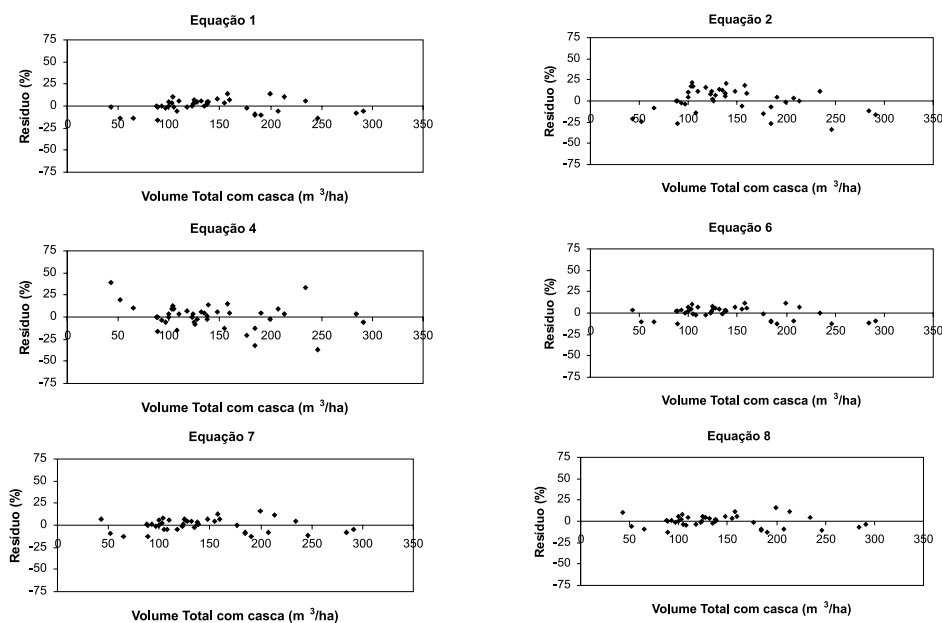 Equação 1
75
50
25
0
-25
-50
-75
0 50 100 150 200 250 300 350
Resíduo (%)
Volume Total com casca (m ³/ha)
Equação 2
75
50
25
0
-25
-50
-75
0 50 100 150 200 250 300 350
Resíduo (%)
Volume Total com casca (m ³/ha)
Equação 4
75
50
25
0
-25
-50
-75
0 50 100 150 200 250 300 350
Resíduo (%)
Volume Total com casca (m ³/ha)
Equação 6
75
50
25
0
-25
-50
-75
0 50 100 150 200 250 300 350
Resíduo (%)
Volume Total com casca (m ³/ha)
Equação 7
75
50
25
0
-25
-50
-75
0 50 100 150 200 250 300 350
Resíduo (%)
Volume Total com casca (m ³/ha)
Equação 8
75
50
25
0
-25
-50
-75
0 50 100 150 200 250 300 350
Resíduo (%)
Volume Total com casca (m ³/ha)